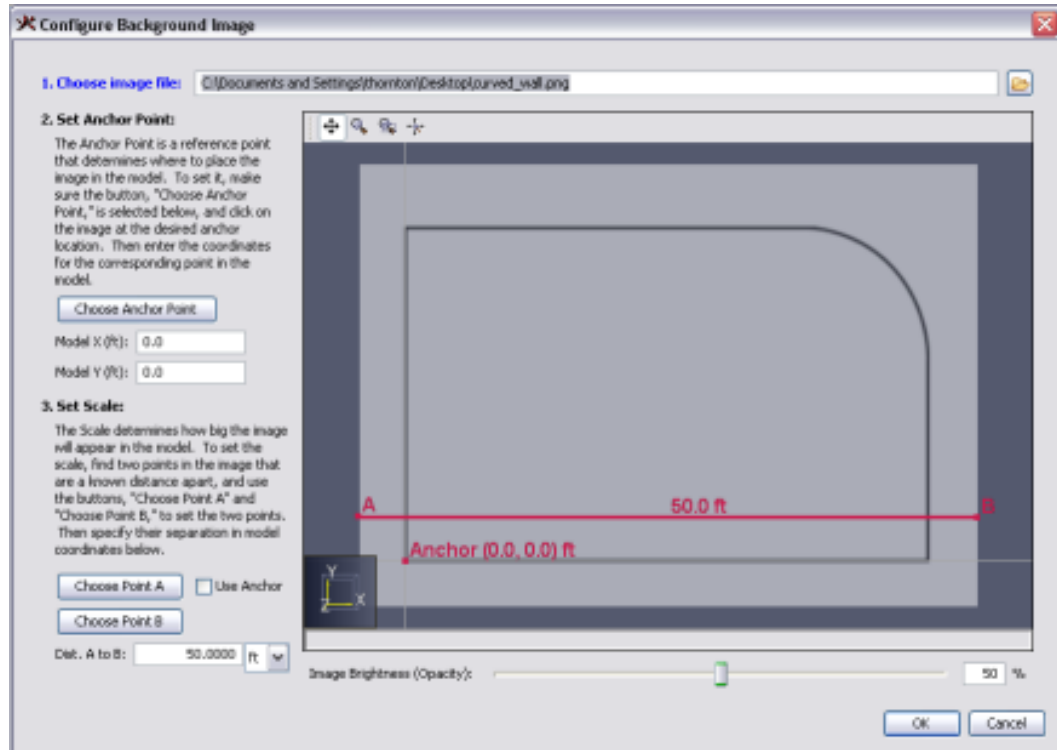 Configure Background Image
1. Choose image file:
C:\Documents and Settings\thornton\Desktop\curved_wall.png
2. Set Anchor Point:
The Anchor Point is a reference point
that determines where to place the
image in the model. To set it, make
sure the button, "Choose Anchor
Point," is selected below, and click on
the image at the desired anchor
location. Then enter the coordinates
for the corresponding point in the
model.
Choose Anchor Point
Model X (ft): 0.0
Model Y (ft): 0.0
3. Set Scale:
The Scale determines how big the image
will appear in the model. To set the
scale, find two points in the image that
are a known distance apart, and use
the buttons, "Choose Point A" and
"Choose Point B," to set the two points.
Then specify their separation in model
coordinates below.
Choose Point A
Use Anchor
Choose Point B
Dist. A to B: 50.0000 ft
A
50.0 ft
B
Anchor (0.0, 0.0) ft
Y
Z
X
Image Brightness (Opacity):
50 %
OK
Cancel